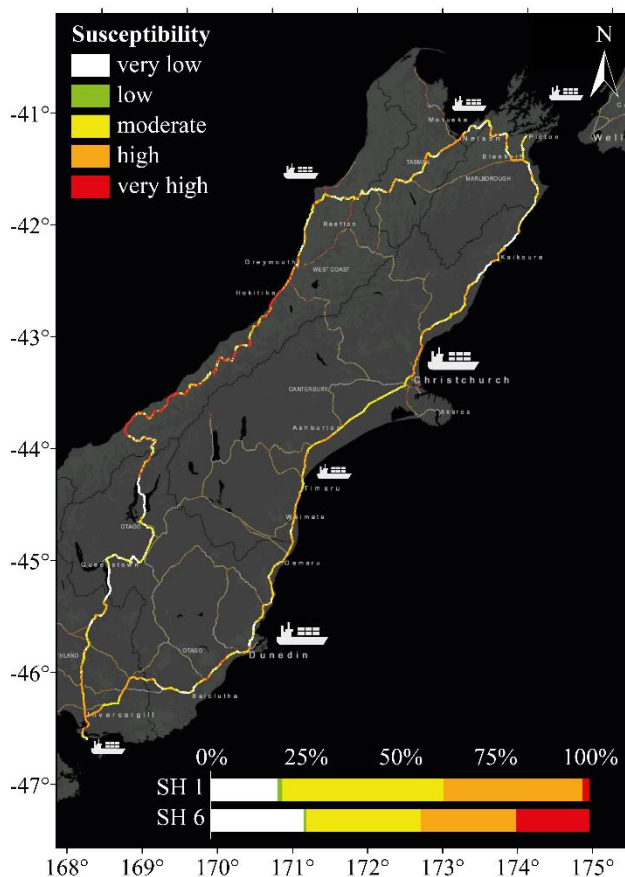 Susceptibility
very low
low
moderate
high
very high
N
-41°
-42°
-43°
-44°
-45°
-46°
-47°
Motueka
Nelson
Picton
Blenheim
Well
TASMAN
MARLBOROUGH
Reefton
Kaikoura
Greymouth
WEST COAST
Hokitika
Christchurch
CANTERBURY
Akaroa
Ashburton
Timaru
Waimate
OTAGO
Oamaru
Queenstown
OTAGO
Dunedin
HLAND
Balclutha
Invercargill
0% 25% 50% 75% 100%
SH 1
SH 6
168° 169° 170° 171° 172° 173° 174° 175°